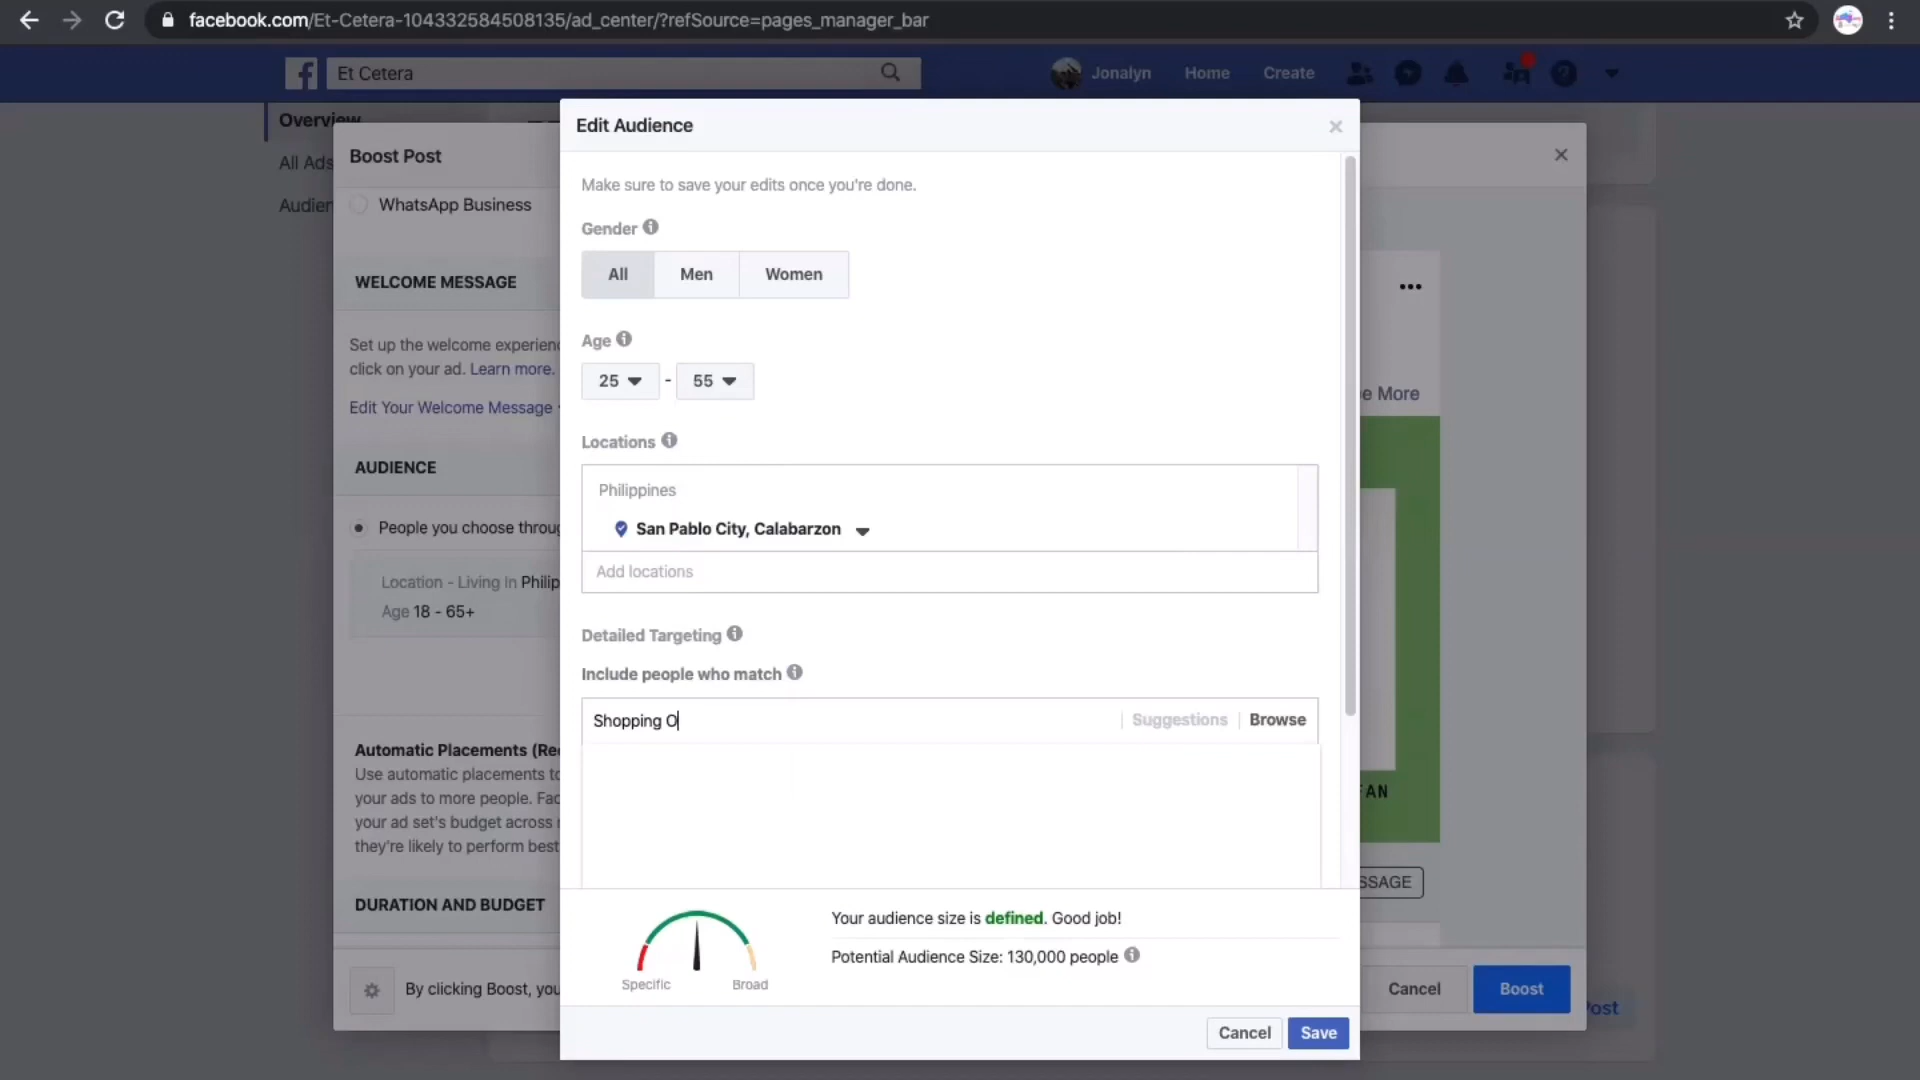 facebook.com/Et-Cetera-104332584508135/ad_center/?refSource=pages_manager_bar
Et Cetera
Jonalyn
Home
Create
Overview
All Ads
Boost Post
WhatsApp Business
WELCOME MESSAGE
Set up the welcome experien
click on your ad. Learn more.
Edit Your Welcome Message
AUDIENCE
People you choose throug
Location - Living In Philip
Age 18 - 65+
Automatic Placements (Re
Use automatic placements to
your ads to more people. Fac
your ad set's budget across
they're likely to perform best
DURATION AND BUDGET
By clicking Boost, you
Edit Audience
Make sure to save your edits once you're done.
Gender
All
Men
Women
Age
25 - 55
Locations
Philippines
San Pablo City, Calabarzon
Add locations
Detailed Targeting
Include people who match
Shopping O
Suggestions
Browse
Specific
Broad
Your audience size is defined. Good job!
Potential Audience Size: 130,000 people
Cancel
Save
e More
FAN
SSAGE
Cancel
Boost
Post